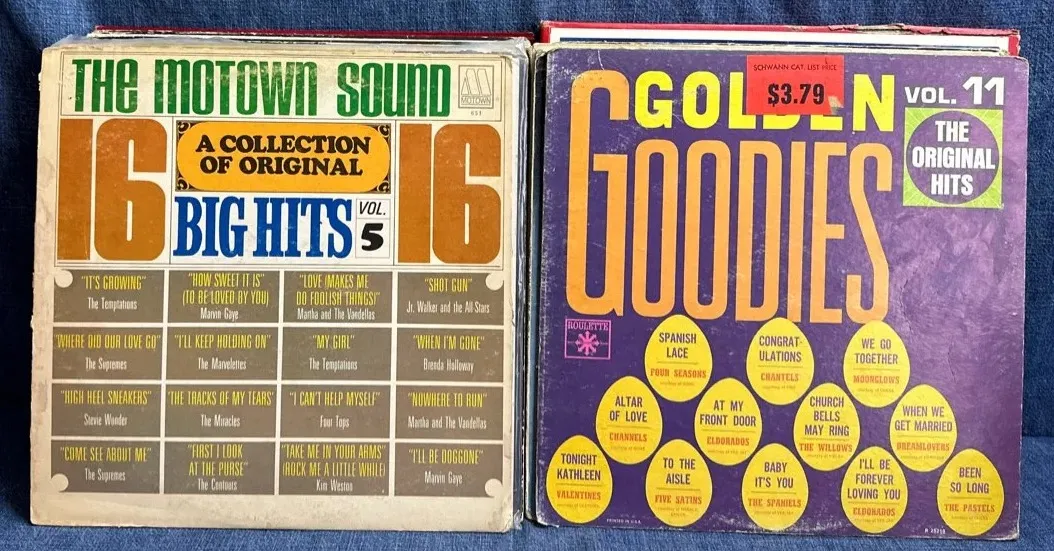 THE MOTOWN SOUND
MOTOWN
16
A COLLECTION
OF ORIGINAL
BIG HITS
VOL.
5
16
"IT'S GROWING"
The Temptations
"HOW SWEET IT IS"
(TO BE LOVED BY YOU)
Marvin Gaye
"LOVE (MAKES ME
DO FOOLISH THINGS)"
Martha and The Vandellas
"SHOT GUN"
Jr. Walker and the All-Stars
"WHERE DID OUR LOVE GO"
The Supremes
"I'LL KEEP HOLDING ON"
The Marvelettes
"MY GIRL"
The Temptations
"WHEN I'M GONE"
Brenda Holloway
"HIGH HEEL SNEAKERS"
Stevie Wonder
"THE TRACKS OF MY TEARS"
The Miracles
"I CAN'T HELP MYSELF"
Four Tops
"NOWHERE TO RUN"
Martha and The Vandellas
"COME SEE ABOUT ME"
The Supremes
"FIRST I LOOK
AT THE PURSE"
The Contours
"TAKE ME IN YOUR ARMS"
(ROCK ME A LITTLE WHILE)
Kim Weston
"I'LL BE DOGGONE"
Marvin Gaye
SCHWANN CAT. LIST PRICE
$3.79
GOLDEN
GOODIES
VOL. 11
THE
ORIGINAL
HITS
ROULETTE
SPANISH
LACE
FOUR SEASONS
CONGRAT-
ULATIONS
CHANTELS
WE GO
TOGETHER
MOONGLOWS
ALTAR
OF LOVE
CHANNELS
AT MY
FRONT DOOR
ELDORADOS
CHURCH
BELLS
MAY RING
THE WILLOWS
WHEN WE
GET MARRIED
DREAMLOVERS
TONIGHT
KATHLEEN
VALENTINES
TO THE
AISLE
FIVE SATINS
BABY
IT'S YOU
THE SPANIELS
I'LL BE
FOREVER
LOVING YOU
ELDORADOS
BEEN
SO LONG
THE PASTELS
PRINTED IN U.S.A.